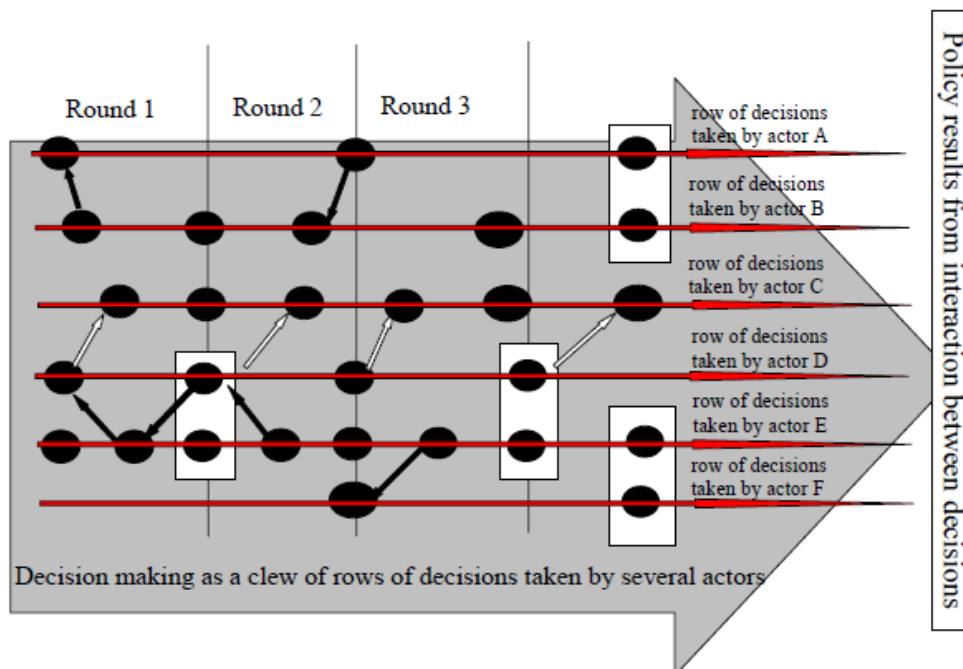 Round 1
Round 2
Round 3
row of decisions
taken by actor A
row of decisions
taken by actor B
row of decisions
taken by actor C
row of decisions
taken by actor D
row of decisions
taken by actor E
row of decisions
taken by actor F
Decision making as a clew of rows of decisions taken by several actors
Policy results from interaction between decisions